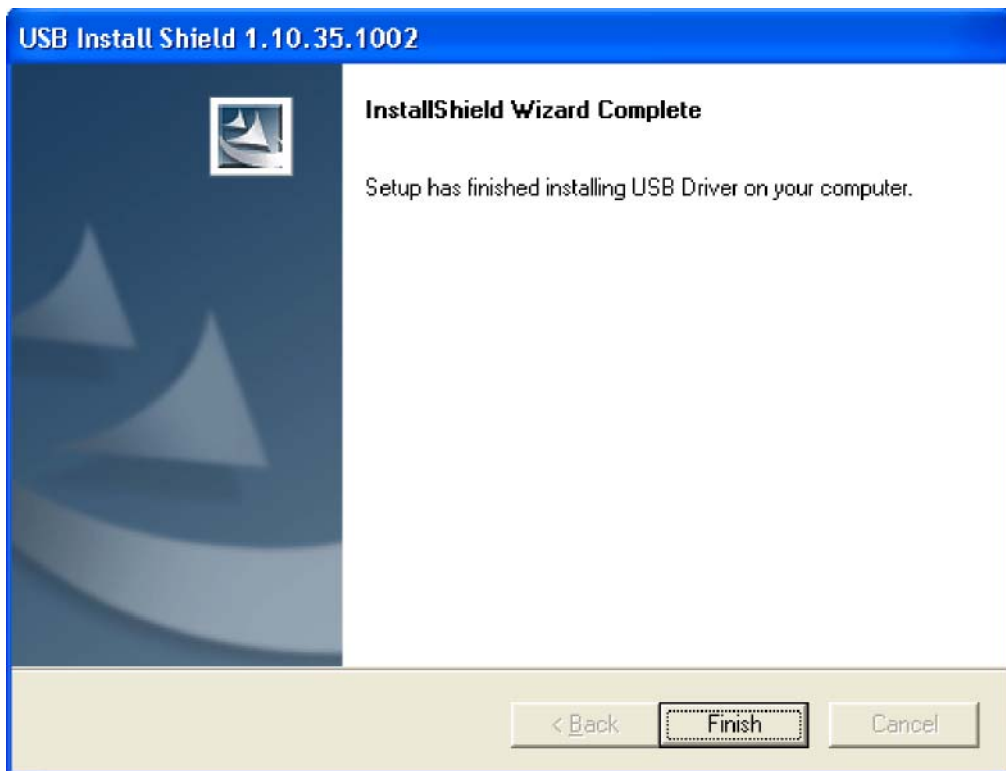 USB Install Shield 1.10.35.1002
InstallShield Wizard Complete
Setup has finished installing USB Driver on your computer.
< Back
Finish
Cancel